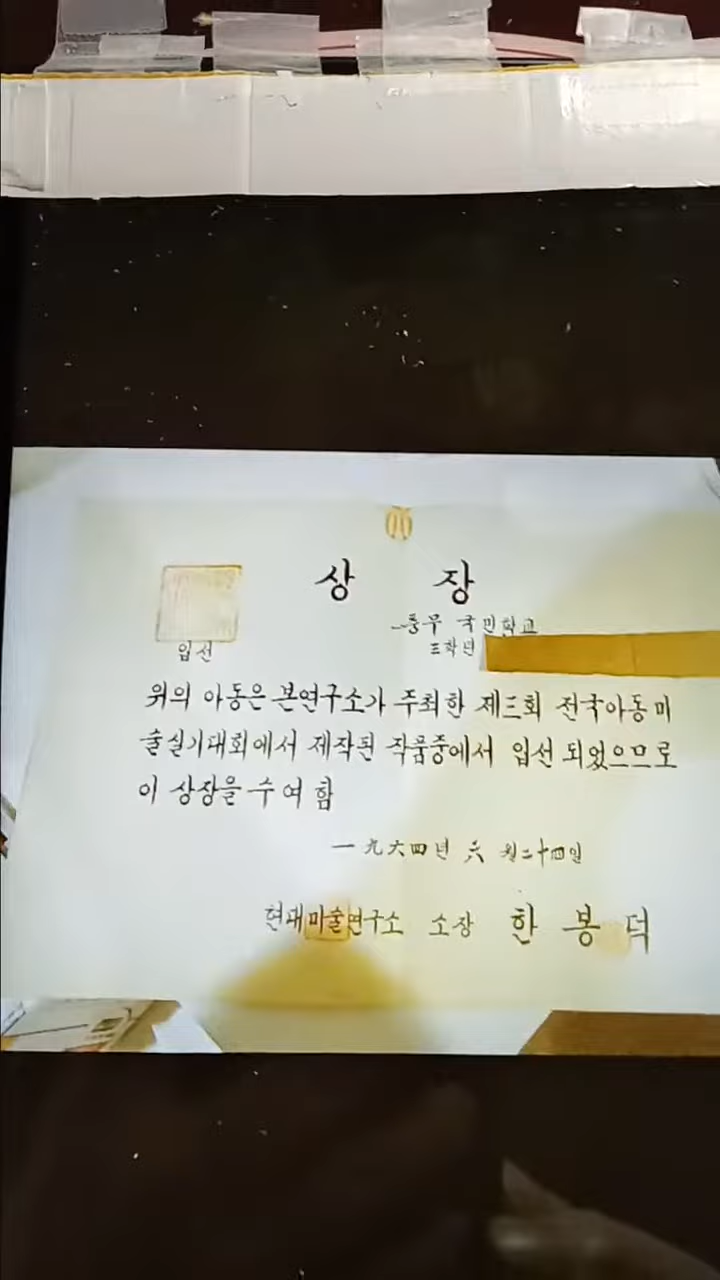 상 장
입선
충무 국민학교
三학년
위의 아동은 본연구소가 주최한 제三회 전국아동미
술실기대회에서 제작된 작품중에서 입선 되었으므로
이 상장을 수여함
一九六四년 六월二十四일
현대미술연구소 소장 한봉덕